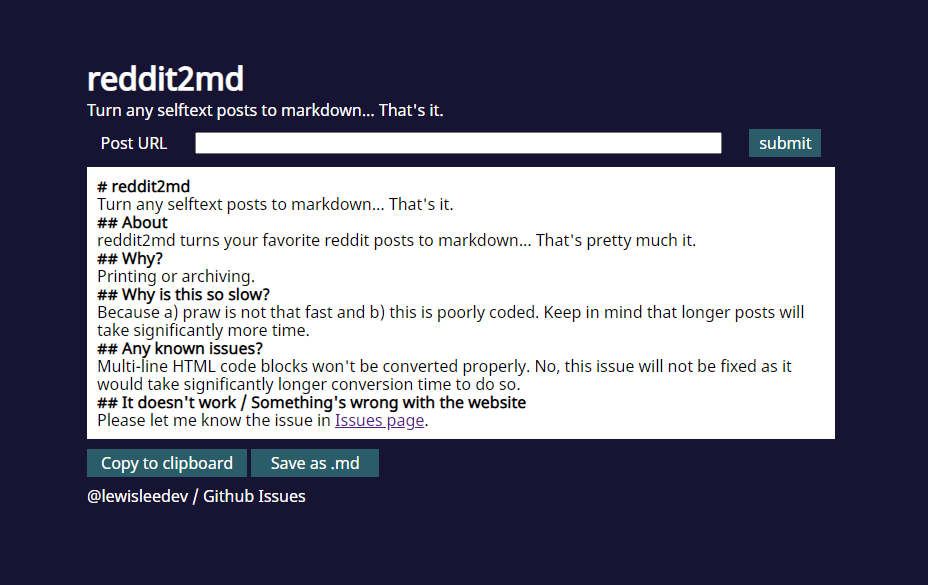 reddit2md
Turn any selftext posts to markdown... That's it.
Post URL submit
# reddit2md
Turn any selftext posts to markdown... That's it.
## About
reddit2md turns your favorite reddit posts to markdown... That's pretty much it.
## Why?
Printing or archiving.
## Why is this so slow?
Because a) praw is not that fast and b) this is poorly coded. Keep in mind that longer posts will
take significantly more time.
## Any known issues?
Multi-line HTML code blocks won't be converted properly. No, this issue will not be fixed as it
would take significantly longer conversion time to do so.
## It doesn't work / Something's wrong with the website
Please let me know the issue in Issues page.
Copy to clipboard Save as .md
@lewisleedev / Github Issues